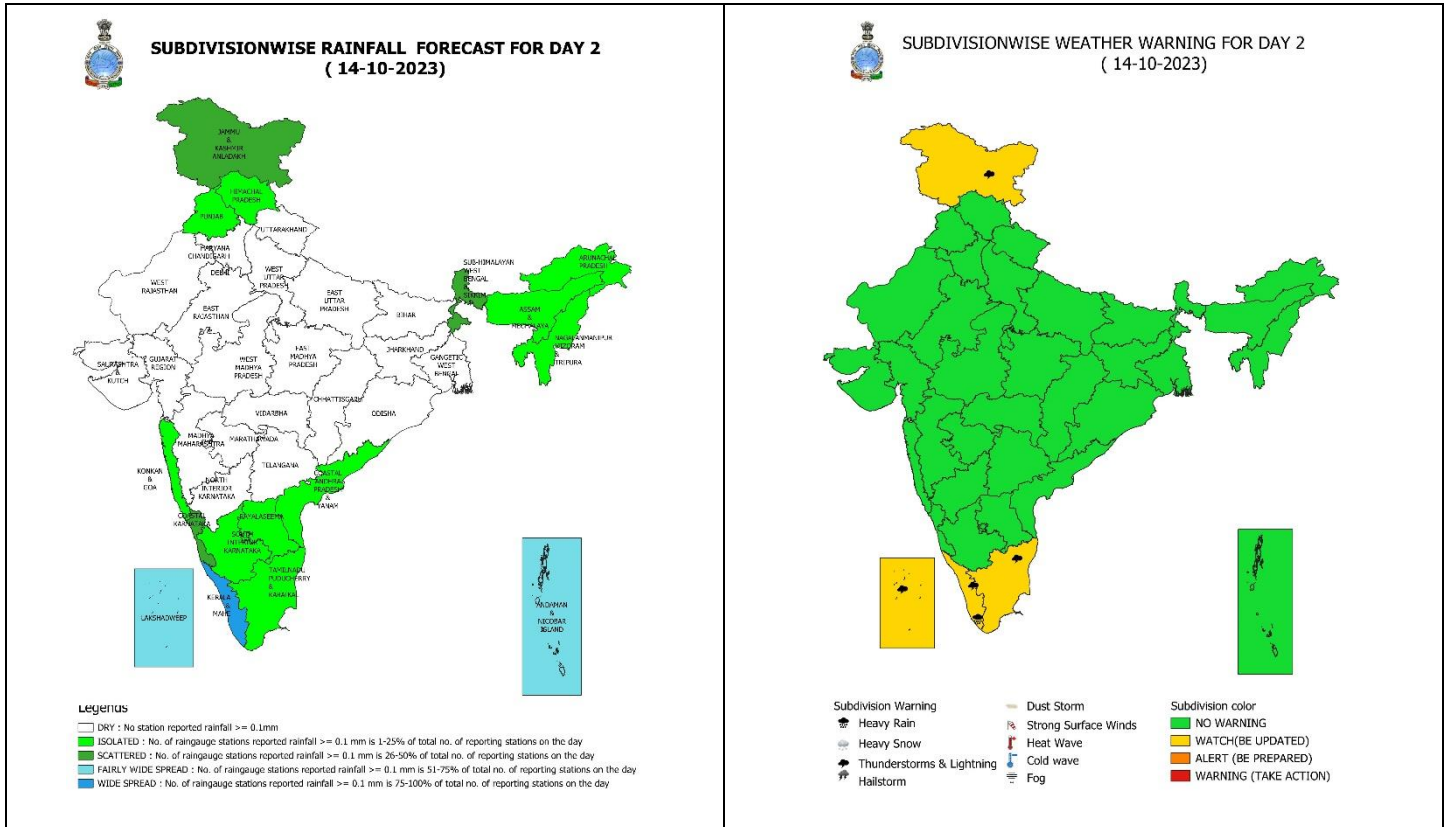 SUBDIVISIONWISE RAINFALL FORECAST FOR DAY 2
( 14-10-2023)
JAMMU
&
KASHMIR
ANLADAKH
HIMACHAL
PRADESH
PUNJAB
UTTARAKHAND
HARYANA
CHANDIGARH
&
DELHI
WEST
RAJASTHAN
WEST
UTTAR
PRADESH
EAST
UTTAR
PRADESH
EAST
RAJASTHAN
SUB-HIMALAYAN
WEST
BENGAL
&
SIKKIM
ARUNACHAL
PRADESH
ASSAM
&
MEGHALAYA
BIHAR
SAURASHTRA
&
KUTCH
GUJARAT
REGION
WEST
MADHYA
PRADESH
EAST
MADHYA
PRADESH
JHARKHAND
GANGETIC
WEST
BENGAL
MIZORAM
&
TRIPURA
CHHATTISGARH
ODISHA
VIDARBHA
MADHYA
MAHARASHTRA
MARATHAWADA
KONKAN
&
GOA
TELANGANA
NORTH
INTERIOR
KARNATAKA
COASTAL
ANDHRA
PRADESH
&
YANAM
COASTAL
KARNATAKA
RAYALASEEMA
SOUTH
INTERIOR
KARNATAKA
TAMILNADU
PUDUCHERRY
&
KARAIKAL
KERALA
&
MAHE
LAKSHADWEEP
ANDAMAN
&
NICOBAR
ISLAND
Legends
DRY : No station reported rainfall >= 0.1mm
ISOLATED : No. of raingauge stations reported rainfall >= 0.1 mm is 1-25% of total no. of reporting stations on the day
SCATTERED : No. of raingauge stations reported rainfall >= 0.1 mm is 26-50% of total no. of reporting stations on the day
FAIRLY WIDE SPREAD : No. of raingauge stations reported rainfall >= 0.1 mm is 51-75% of total no. of reporting stations on the day
WIDE SPREAD : No. of raingauge stations reported rainfall >= 0.1 mm is 75-100% of total no. of reporting stations on the day
SUBDIVISIONWISE WEATHER WARNING FOR DAY 2
( 14-10-2023)
Subdivision Warning
Heavy Rain
Heavy Snow
Thunderstorms & Lightning
Hailstorm
Dust Storm
Strong Surface Winds
Heat Wave
Cold wave
Fog
Subdivision color
NO WARNING
WATCH(BE UPDATED)
ALERT (BE PREPARED)
WARNING (TAKE ACTION)